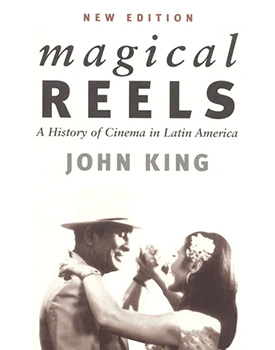 NEW EDITION
magical
REELS
A History of Cinema in Latin America
JOHN KING